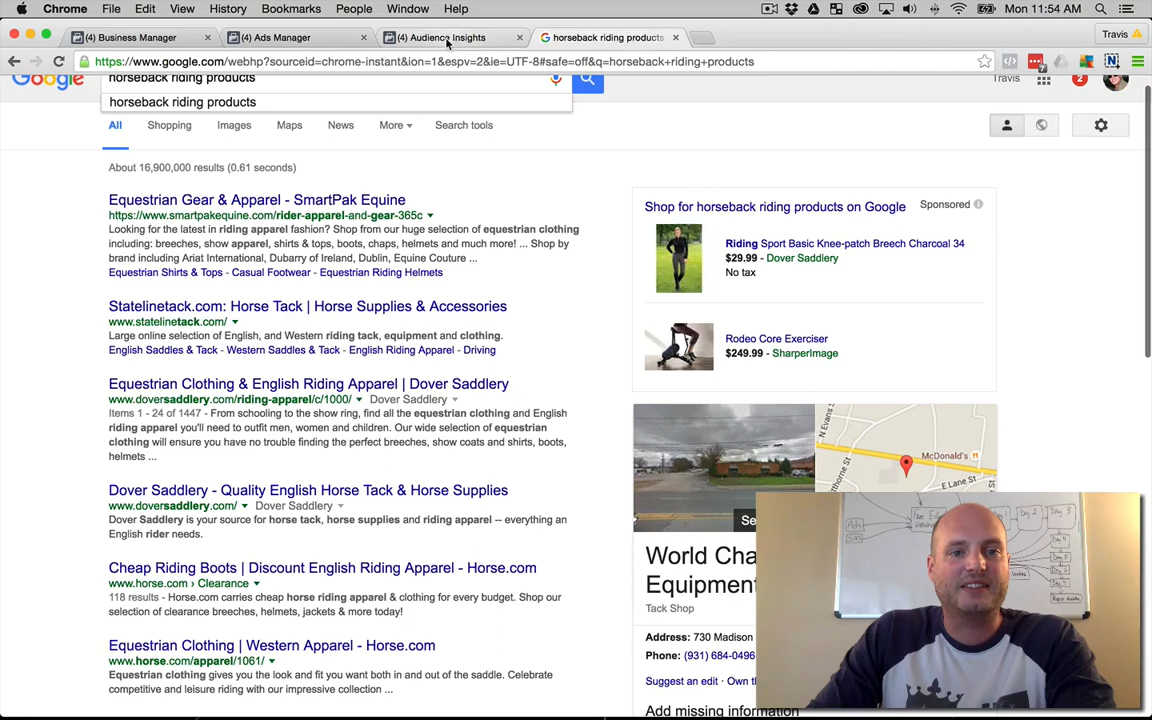 Chrome File Edit View History Bookmarks People Window Help Mon 11:54 AM
(4) Business Manager × (4) Ads Manager × (4) Audience Insights × horseback riding products × Travis
https://www.google.com/webhp?sourceid=chrome-instant&ion=1&espv=2&ie=UTF-8#safe=off&q=horseback+riding+products
7
Google horseback riding products Travis 2
horseback riding products
All Shopping Images Maps News More Search tools
About 16,900,000 results (0.61 seconds)
Equestrian Gear & Apparel - SmartPak Equine
https://www.smartpakequine.com/rider-apparel-and-gear-365c
Looking for the latest in riding apparel fashion? Shop from our huge selection of equestrian clothing
including: breeches, show apparel, shirts & tops, boots, chaps, helmets and much more! ... Shop by
brand including Ariat International, Dubarry of Ireland, Dublin, Equine Couture ...
Equestrian Shirts & Tops - Casual Footwear - Equestrian Riding Helmets
Statelinetack.com: Horse Tack | Horse Supplies & Accessories
www.statelinetack.com/
Large online selection of English, and Western riding tack, equipment and clothing.
English Saddles & Tack - Western Saddles & Tack - English Riding Apparel - Driving
Equestrian Clothing & English Riding Apparel | Dover Saddlery
www.doversaddlery.com/riding-apparel/c/1000/ Dover Saddlery
Items 1 - 24 of 1447 - From schooling to the show ring, find all the equestrian clothing and English
riding apparel you'll need to outfit men, women and children. Our wide selection of equestrian
clothing will ensure you have no trouble finding the perfect breeches, show coats and shirts, boots,
helmets ...
Dover Saddlery - Quality English Horse Tack & Horse Supplies
www.doversaddlery.com/ Dover Saddlery
Dover Saddlery is your source for horse tack, horse supplies and riding apparel -- everything an
English rider needs.
Cheap Riding Boots | Discount English Riding Apparel - Horse.com
www.horse.com › Clearance
118 results - Horse.com carries cheap horse riding apparel & clothing for every budget. Shop our
selection of clearance breeches, helmets, jackets & more today!
Equestrian Clothing | Western Apparel - Horse.com
www.horse.com/apparel/1061/
Equestrian clothing gives you the look and fit you want both in and out of the saddle. Celebrate
competitive and leisure riding with our impressive collection ...
Shop for horseback riding products on Google Sponsored
Riding Sport Basic Knee-patch Breech Charcoal 34
$29.99 - Dover Saddlery
No tax
Rodeo Core Exerciser
$249.99 - SharperImage
N Evans S
McDonald's
E Lane St
Se
World Cha
Equipment
Tack Shop
Address: 730 Madison
Phone: (931) 684-0496
Suggest an edit · Own th
Add missing information
Ads
Day 2
Day 3
Day 4